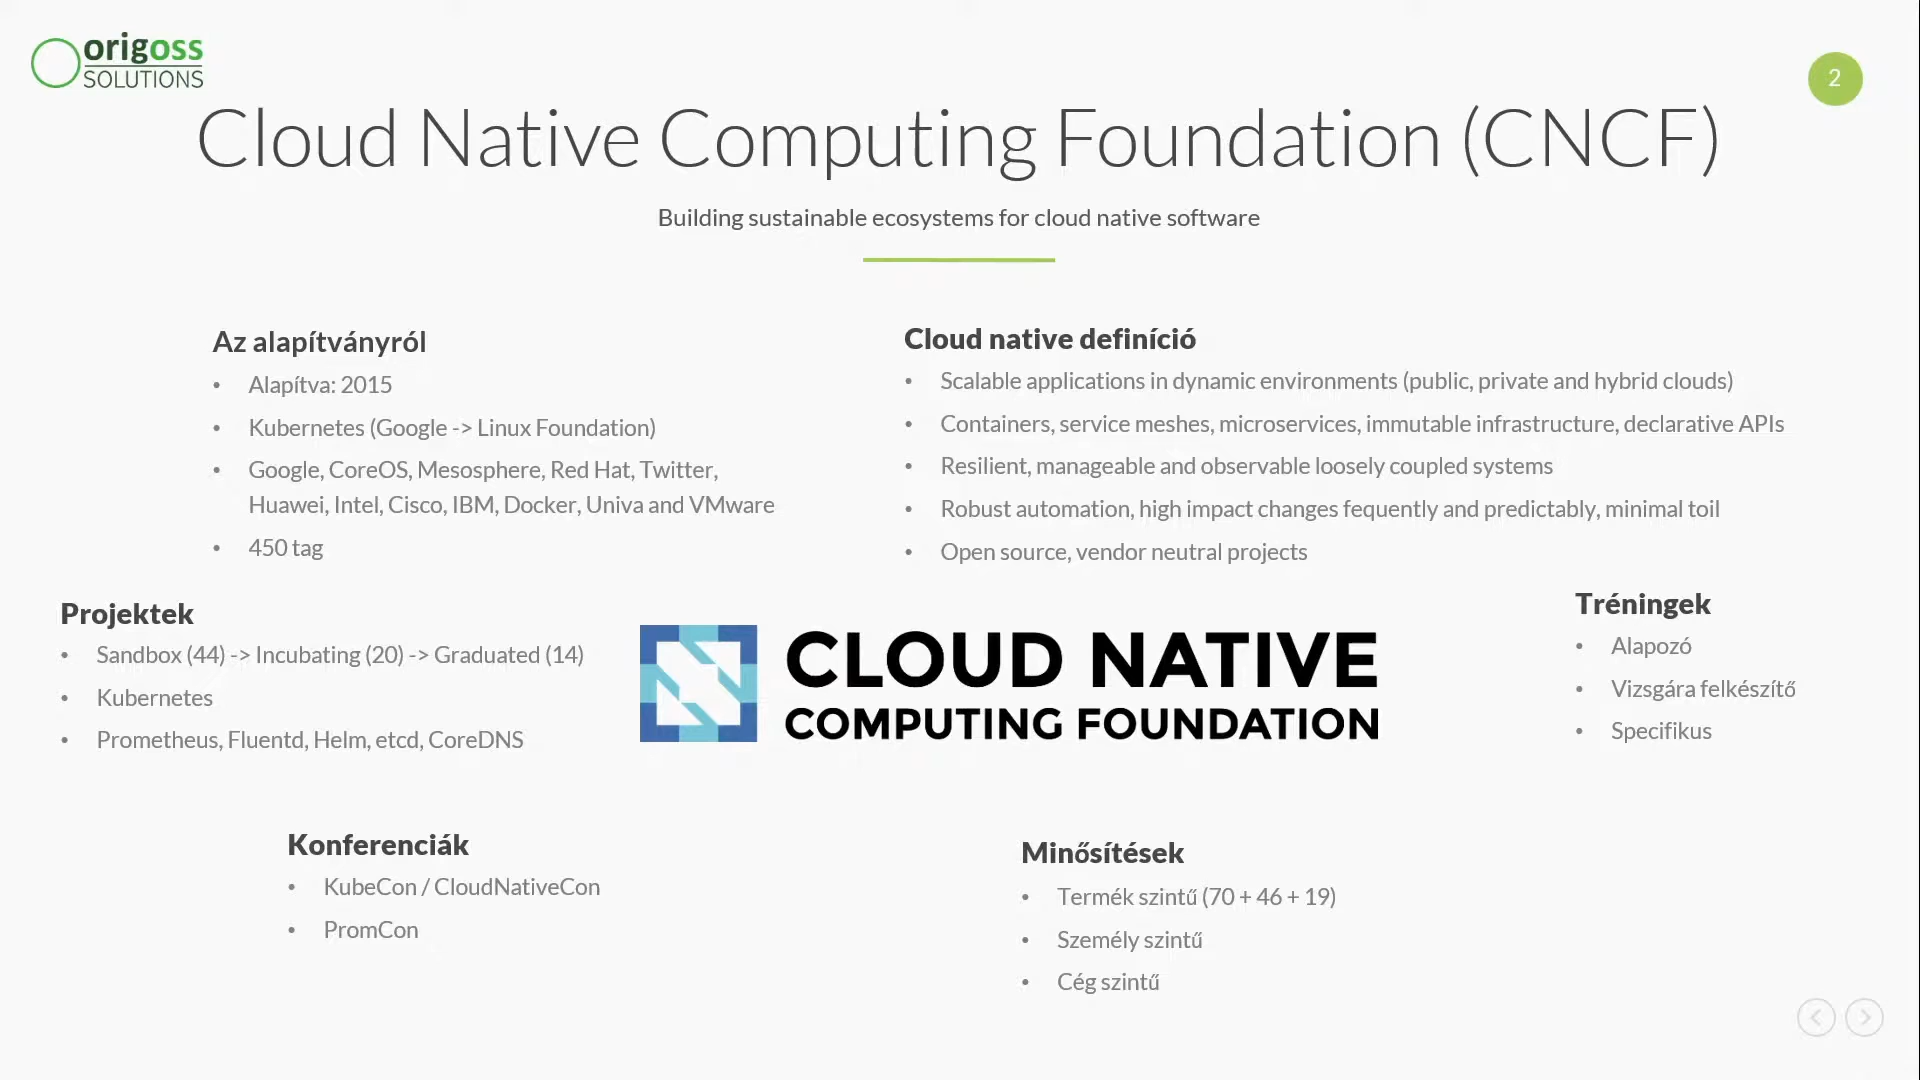 origoss
SOLUTIONS
2
Cloud Native Computing Foundation (CNCF)
Building sustainable ecosystems for cloud native software
Az alapítványról
• Alapítva: 2015
• Kubernetes (Google -> Linux Foundation)
• Google, CoreOS, Mesosphere, Red Hat, Twitter,
Huawei, Intel, Cisco, IBM, Docker, Univa and VMware
• 450 tag
Cloud native definíció
• Scalable applications in dynamic environments (public, private and hybrid clouds)
• Containers, service meshes, microservices, immutable infrastructure, declarative APIs
• Resilient, manageable and observable loosely coupled systems
• Robust automation, high impact changes fequently and predictably, minimal toil
• Open source, vendor neutral projects
Projektek
• Sandbox (44) -> Incubating (20) -> Graduated (14)
• Kubernetes
• Prometheus, Fluentd, Helm, etcd, CoreDNS
CLOUD NATIVE
COMPUTING FOUNDATION
Tréningek
• Alapozó
• Vizsgára felkészítő
• Specifikus
Konferenciák
• KubeCon / CloudNativeCon
• PromCon
Minősítések
• Termék szintű (70 + 46 + 19)
• Személy szintű
• Cég szintű